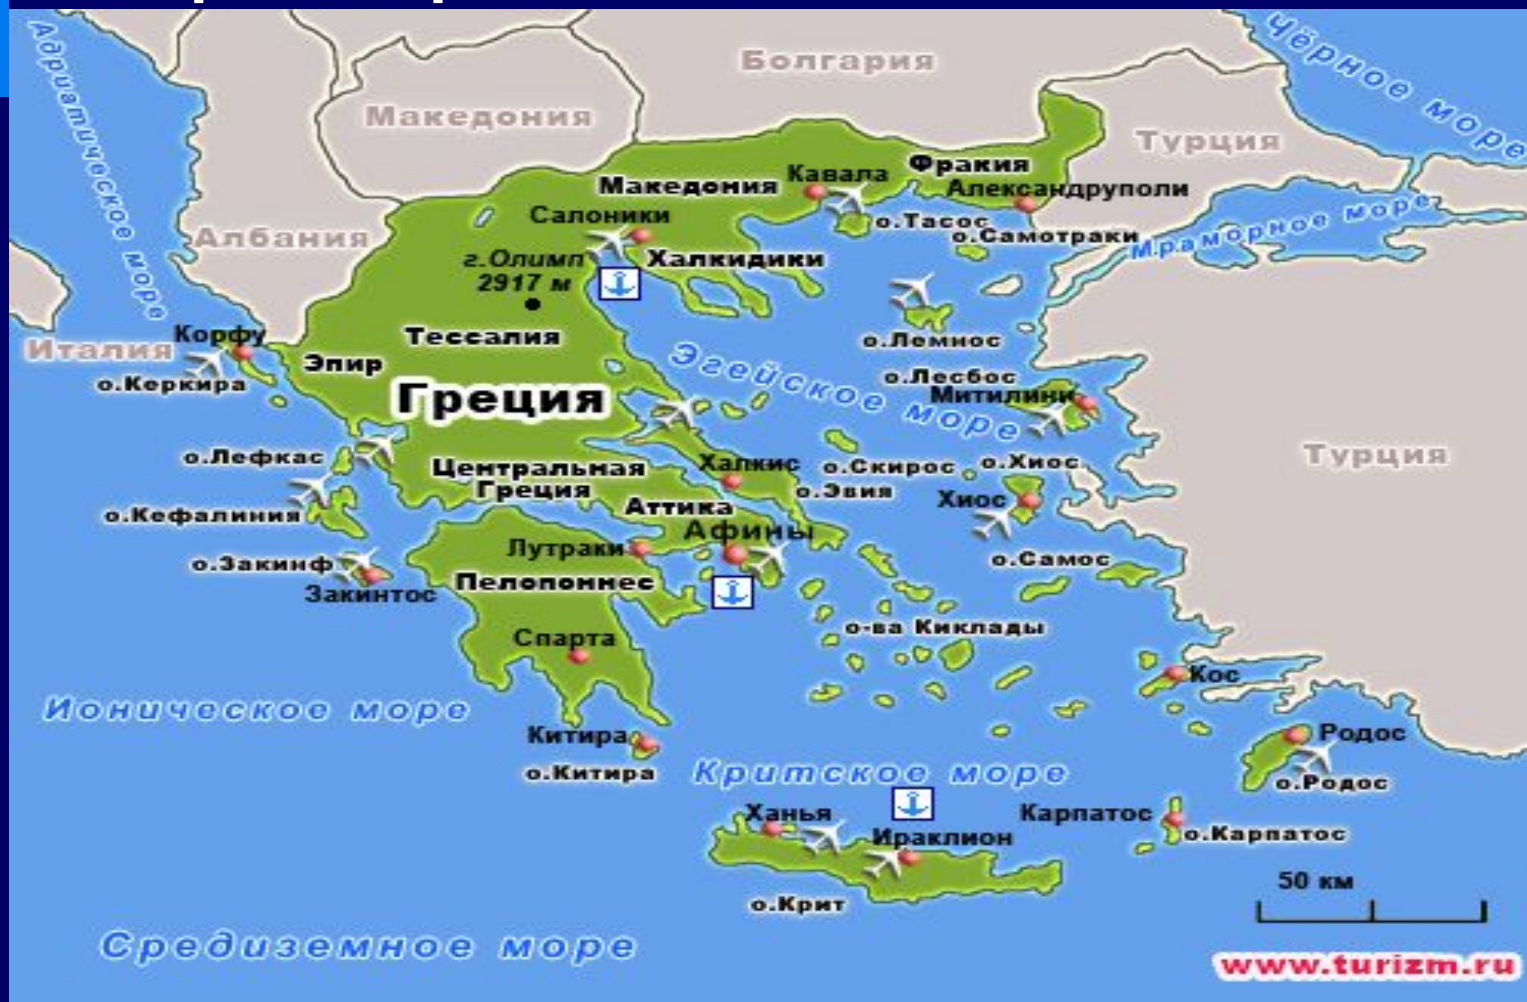 Чёрное море
Адриатическое море
Болгария
Македония
Турция
Фракия
Кавала
Македония
Александруполи
Салоники
о.Тасос
о.Самотраки
Мраморное море
Албания
г.Олимп
2917 м
Халкидики
Корфу
Италия
Тессалия
о.Лемнос
Эпир
Эгейское море
о.Керкира
о.Лесбос
Митилини
Греция
о.Лефкас
Центральная
Греция
Халкис
о.Скирос
о.Хиос
Турция
о.Эвия
Хиос
о.Кефалиния
Аттика
Афины
Лутраки
о.Закинф
о.Самос
Пелопоннес
Закинтос
о-ва Киклады
Спарта
Кос
Ионическое море
Китира
о.Китира
Родос
о.Родос
Критское море
Ханья
Ираклион
Карпатос
о.Карпатос
о.Крит
50 км
Средиземное море
www.turizm.ru